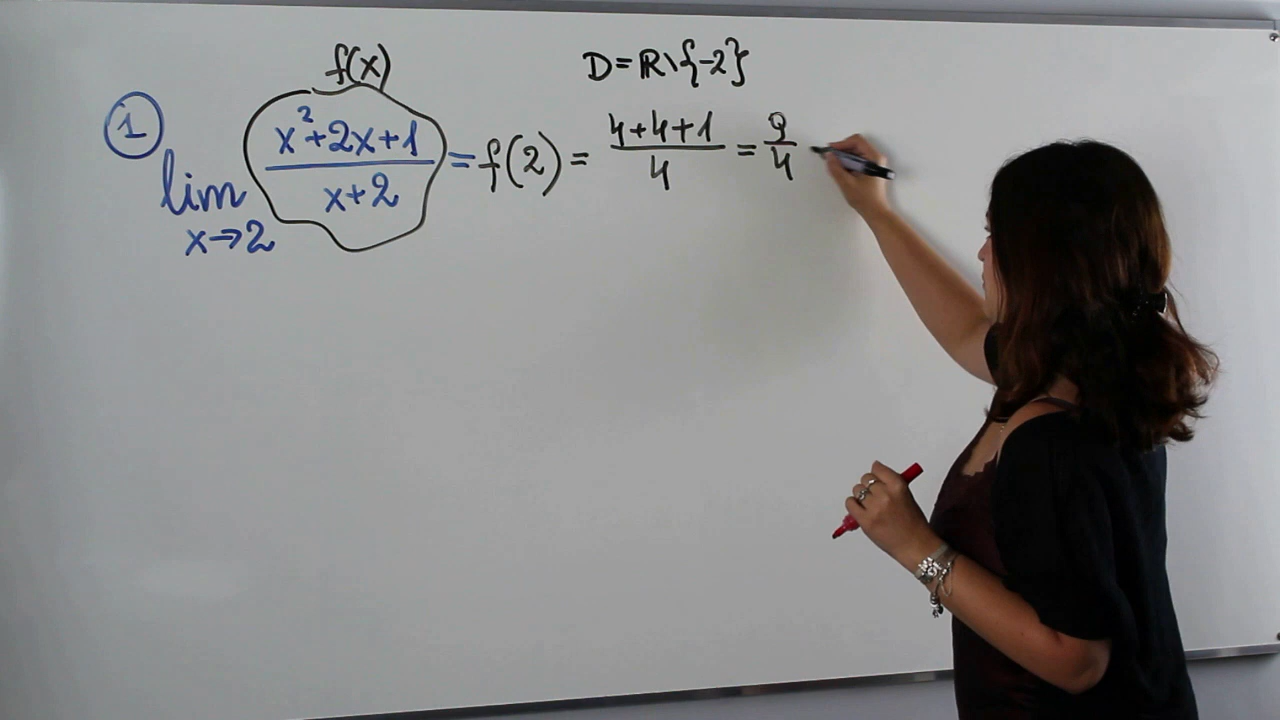 f(x)
D=ℝ\{-2}
① lim x→2 (x²+2x+1)/(x+2) = f(2) = (4+4+1)/4 = 9/4